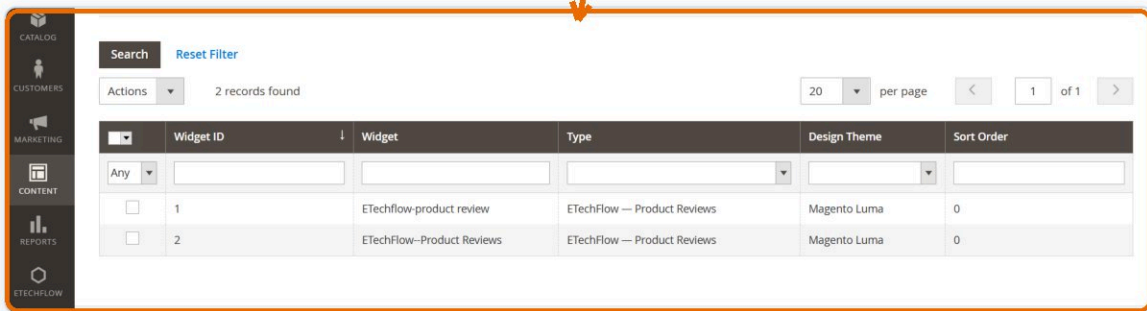 CATALOG
Search Reset Filter
CUSTOMERS
Actions 2 records found 20 per page 1 of 1
MARKETING
Widget ID ↓ Widget Type Design Theme Sort Order
Any
CONTENT
1 ETechflow-product review ETechFlow — Product Reviews Magento Luma 0
REPORTS
2 ETechFlow--Product Reviews ETechFlow — Product Reviews Magento Luma 0
ETECHFLOW